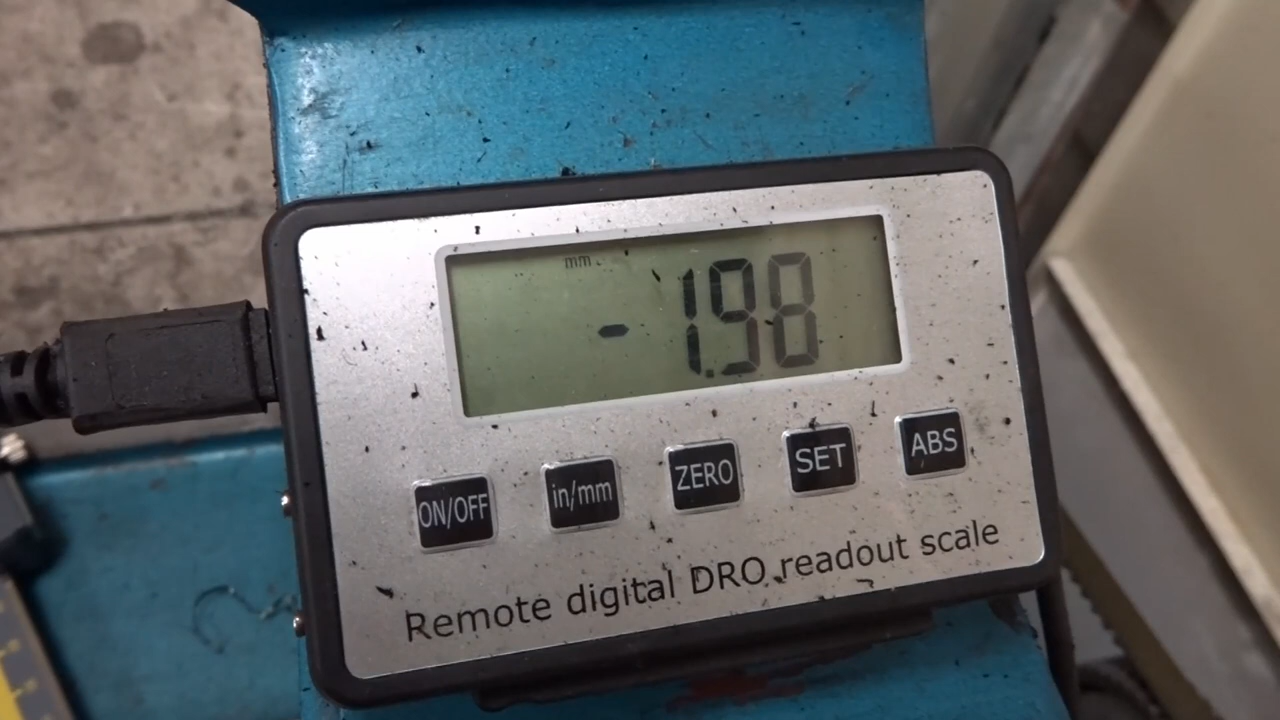 mm
- 1.98
ON/OFF in/mm ZERO SET ABS
Remote digital DRO readout scale